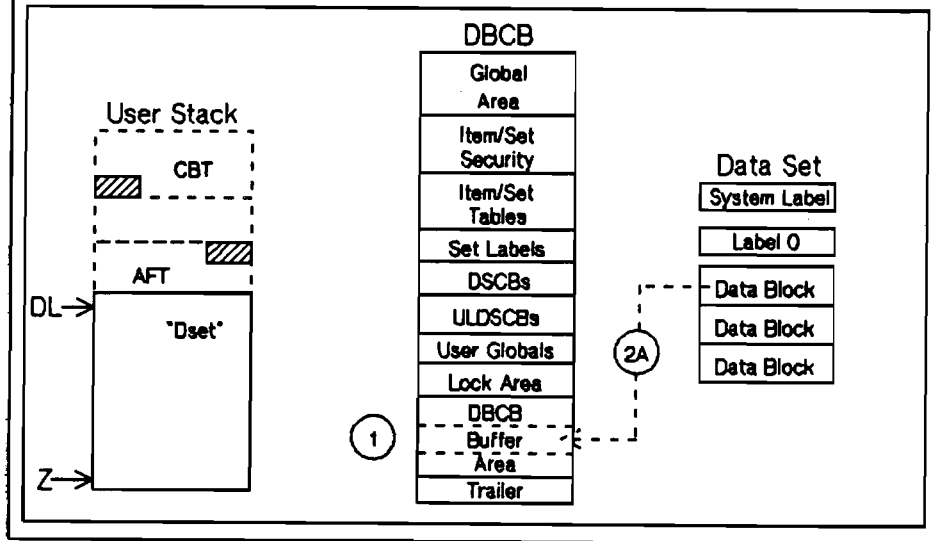 DBCB
Global
Area
Item/Set
Security
Item/Set
Tables
Set Labels
DSCBs
ULDSCBs
User Globals
Lock Area
DBCB
Buffer
Area
Trailer
User Stack
CBT
AFT
DL
"Dset"
Z
1
2A
Data Set
System Label
Label 0
Data Block
Data Block
Data Block